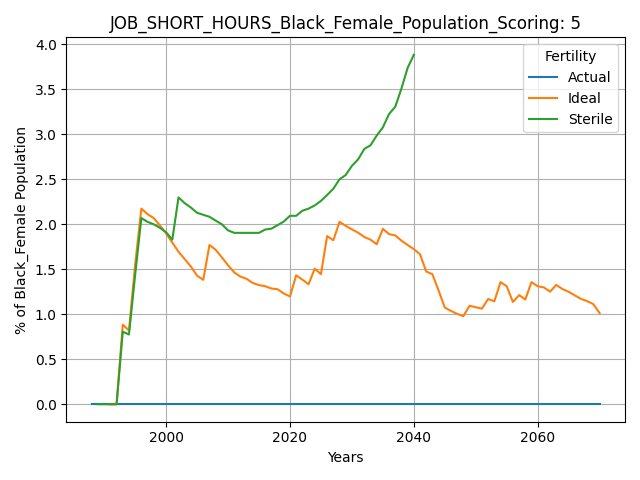 JOB_SHORT_HOURS_Black_Female_Population_Scoring: 5
% of Black_Female Population
4.0
3.5
3.0
2.5
2.0
1.5
1.0
0.5
0.0
Fertility
Actual
Ideal
Sterile
2000
2020
2040
2060
Years